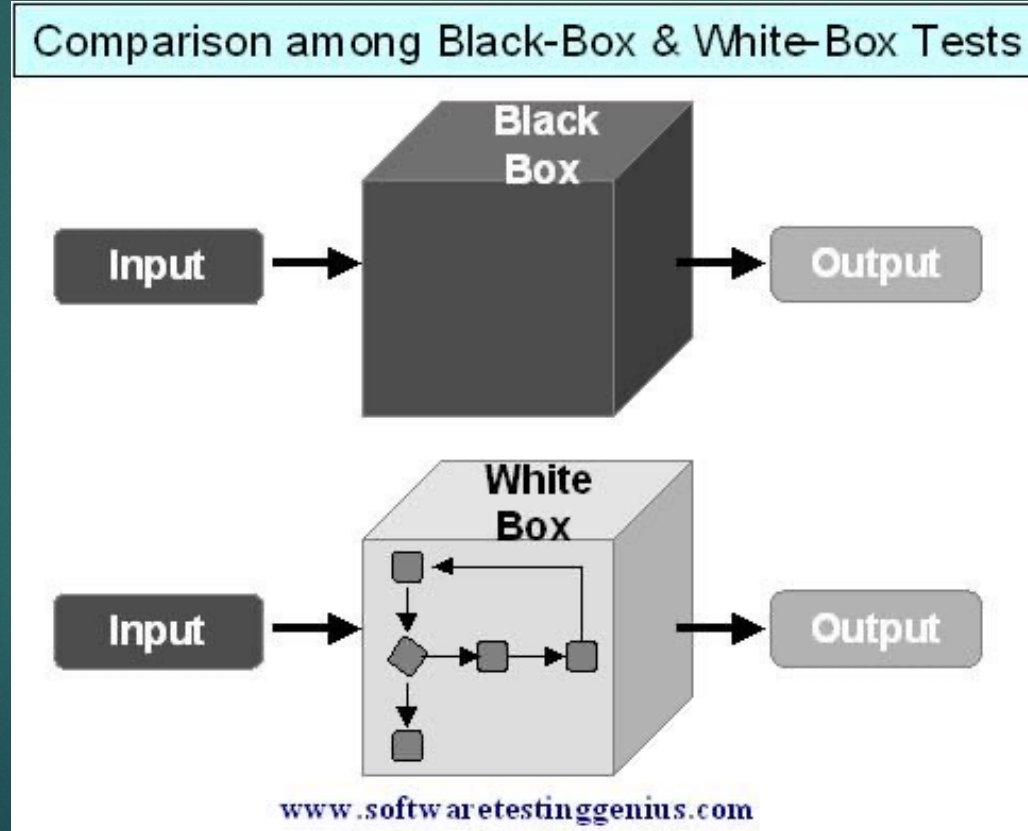 Comparison among Black-Box & White-Box Tests
Black
Box
Input
Output
White
Box
Input
Output
www.softwaretestinggenius.com